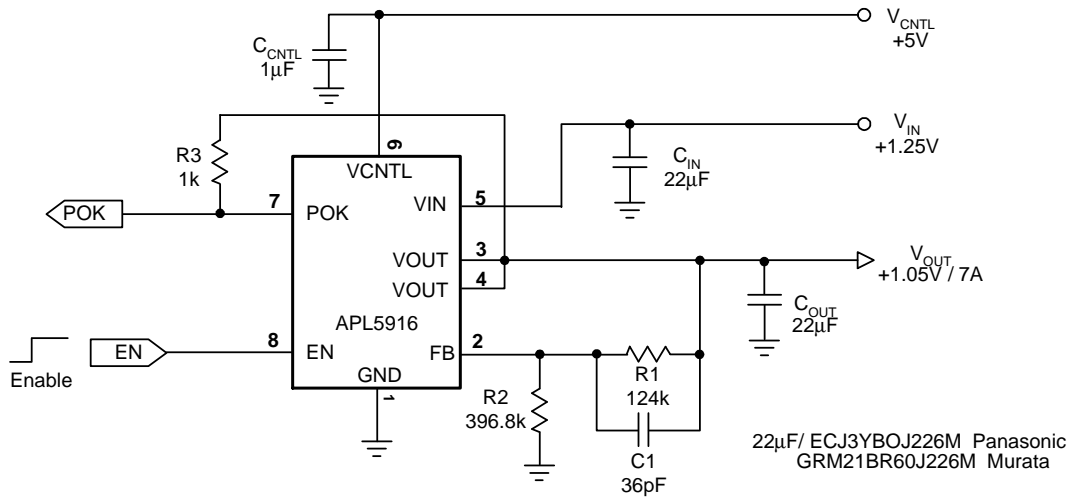 V_CNTL
+5V
C_CNTL
1μF
V_IN
+1.25V
C_IN
22μF
R3
1k
6
VCNTL
POK
7
POK
VIN
5
VOUT
3
VOUT
4
V_OUT
+1.05V / 7A
C_OUT
22μF
APL5916
EN
8
EN
FB
2
Enable
GND
1
R2
396.8k
R1
124k
C1
36pF
22μF/ ECJ3YBOJ226M Panasonic
GRM21BR60J226M Murata